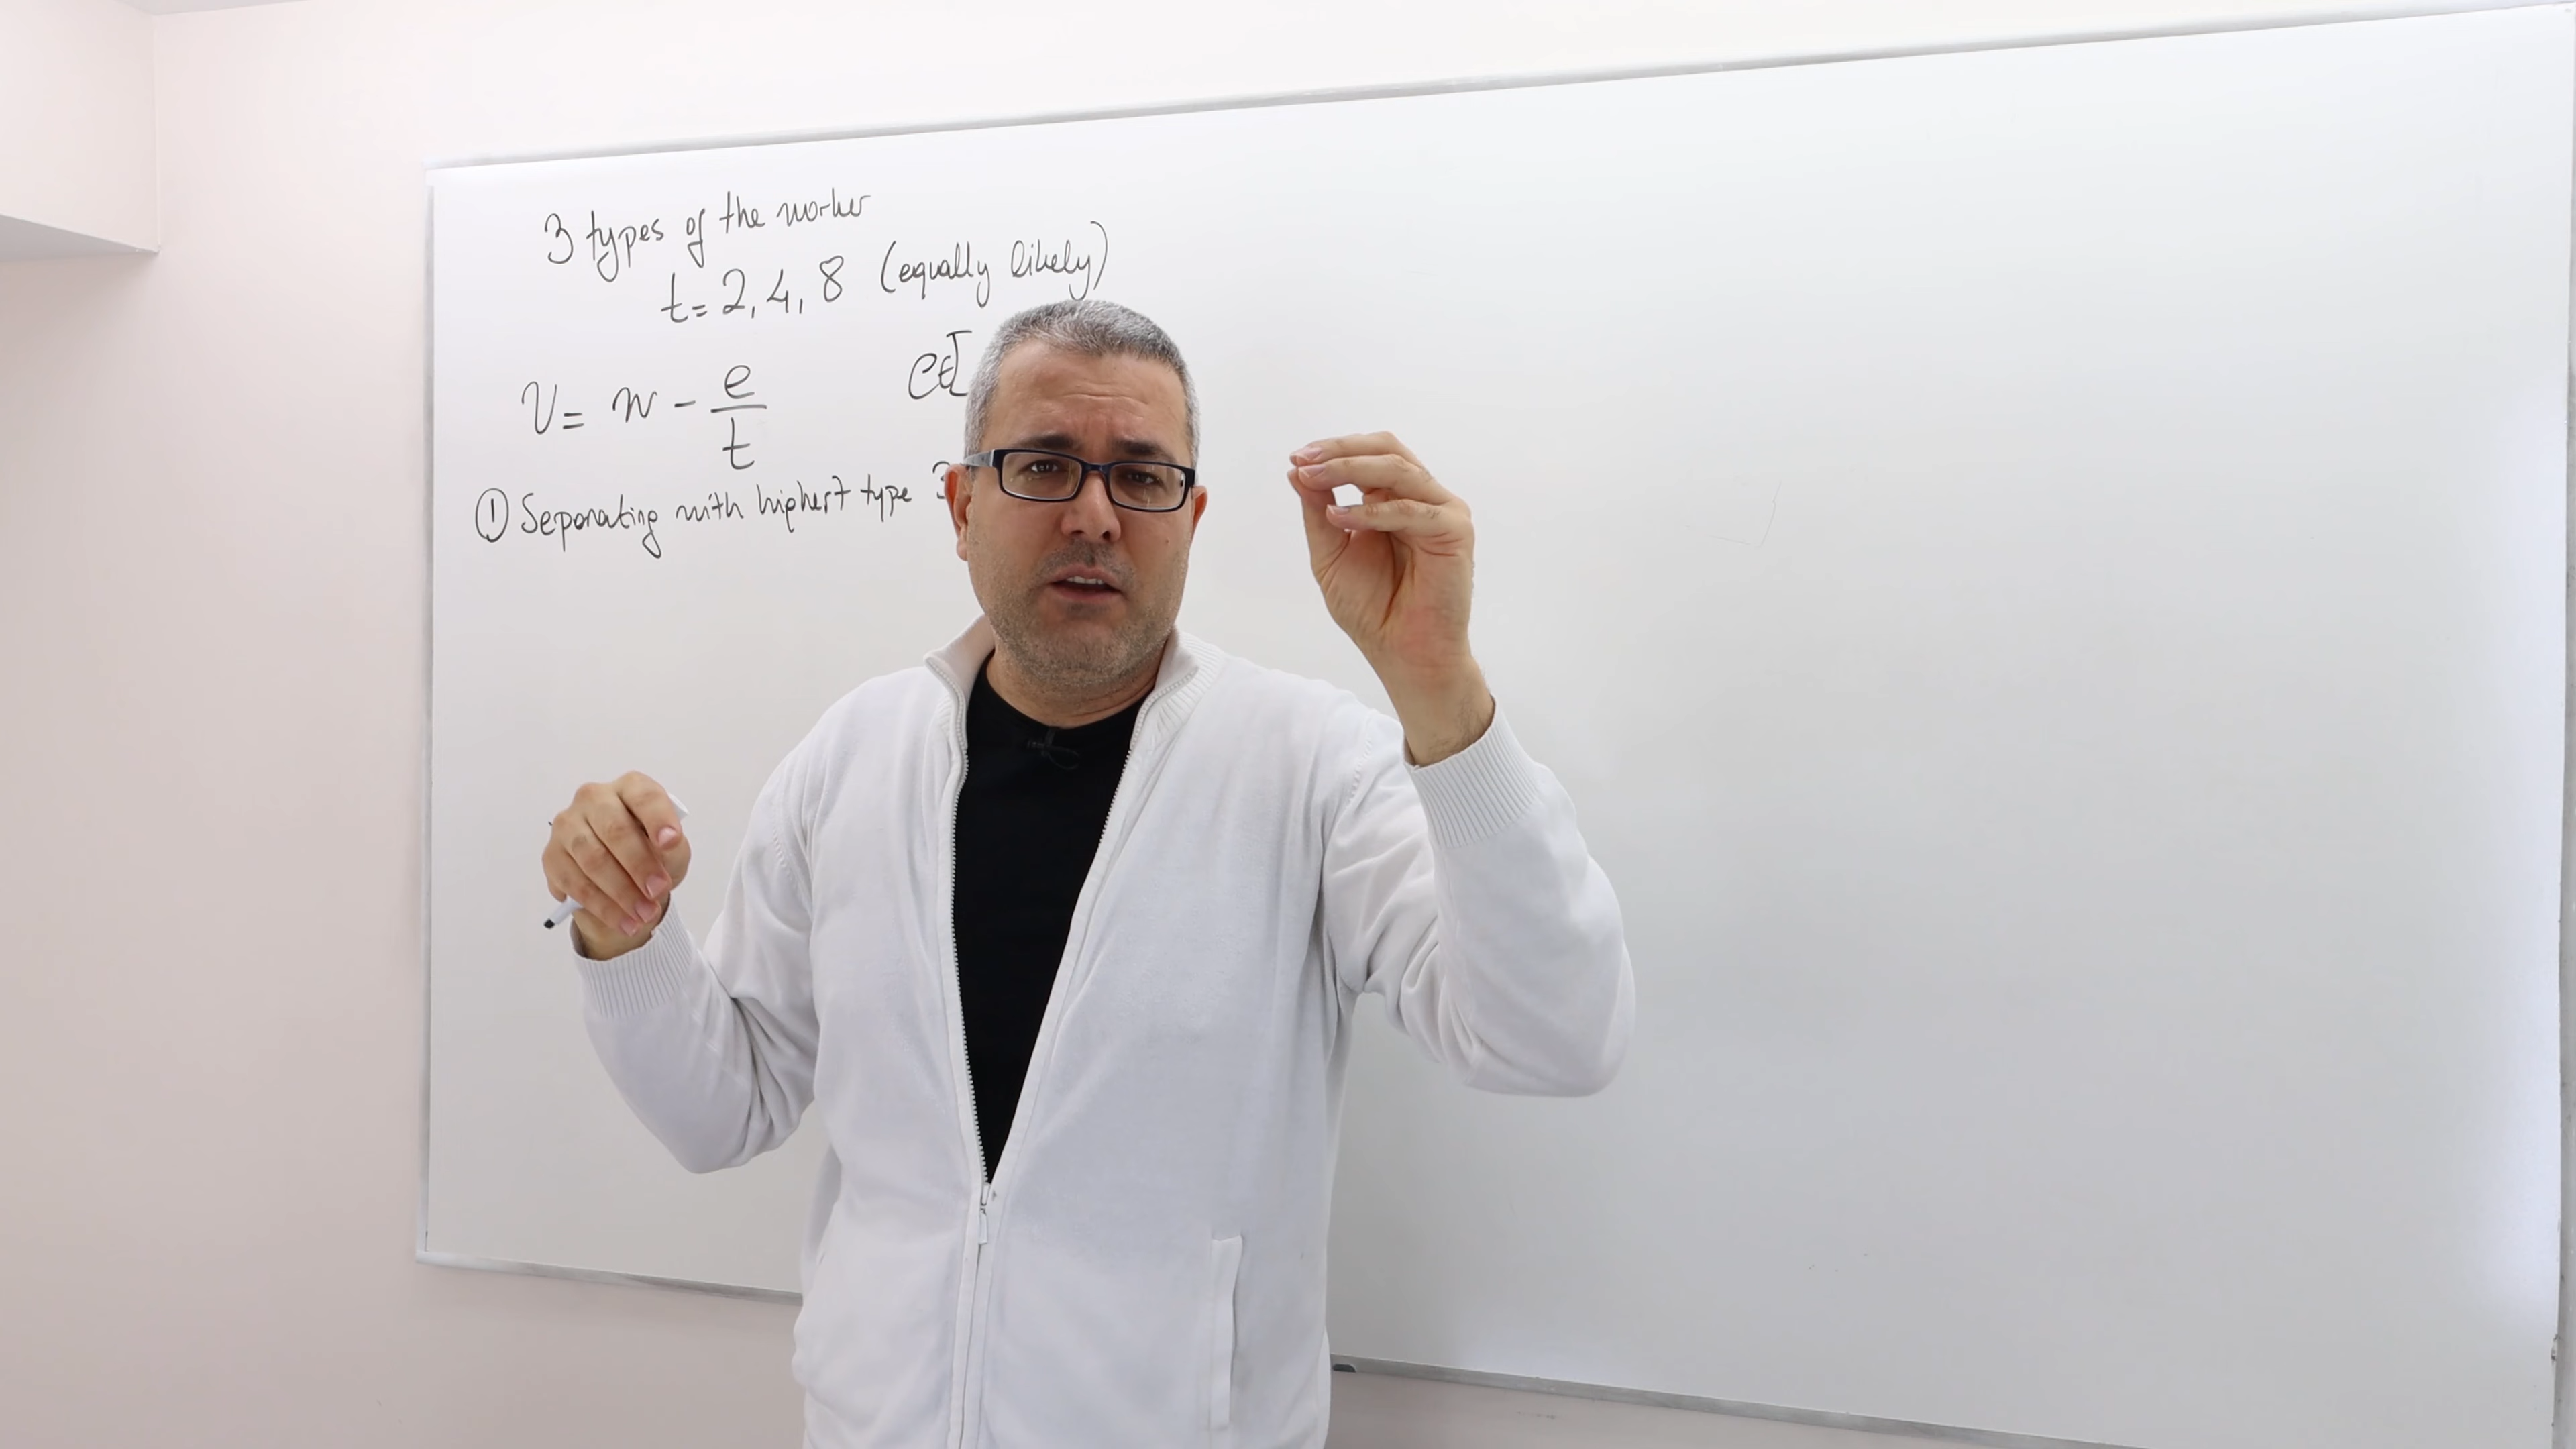 3 types of the worker
t= 2, 4, 8 (equally likely)
U= w - e/t e∈[
① Separating with highest type